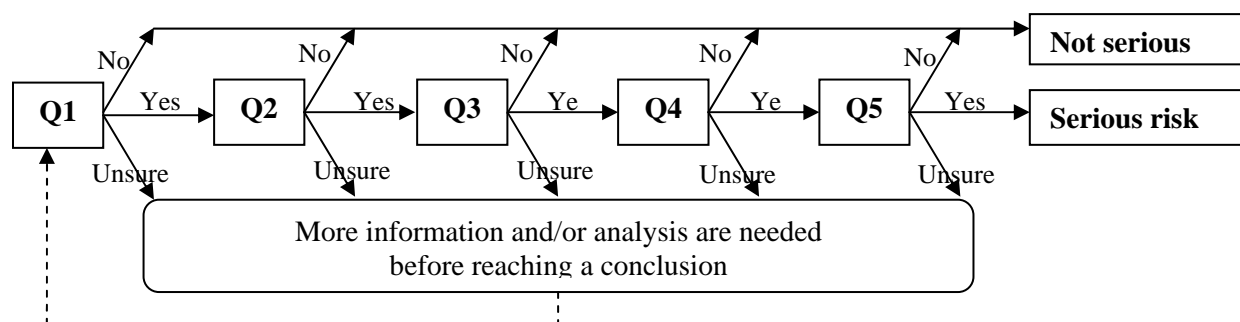 No
No
No
No
No
Not serious
Q1
Yes
Q2
Yes
Q3
Ye
Q4
Ye
Q5
Yes
Serious risk
Unsure
Unsure
Unsure
Unsure
Unsure
More information and/or analysis are needed
before reaching a conclusion